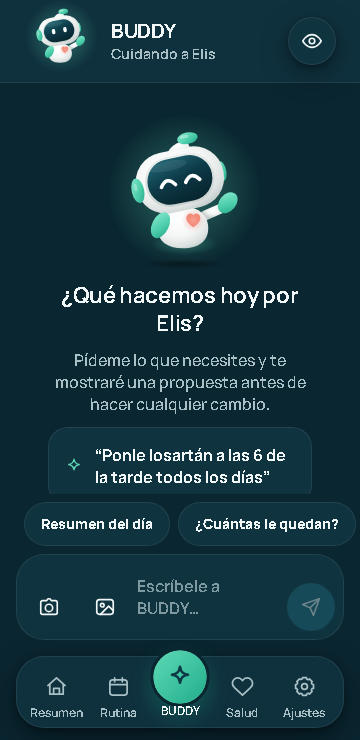 BUDDY
Cuidando a Elis
¿Qué hacemos hoy por
Elis?
Pídeme lo que necesites y te
mostraré una propuesta antes de
hacer cualquier cambio.
“Ponle losartán a las 6 de
la tarde todos los días”
Resumen del día
¿Cuántas le quedan?
Escríbele a
BUDDY…
Resumen
Rutina
BUDDY
Salud
Ajustes